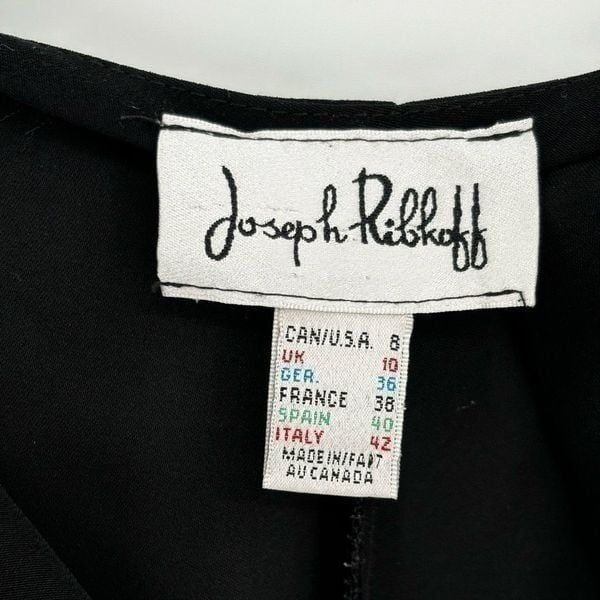 Joseph Ribkoff
CAN/U.S.A. 8
UK 10
GER. 36
FRANCE 38
SPAIN 40
ITALY 42
MADE IN/FAIT
AU CANADA